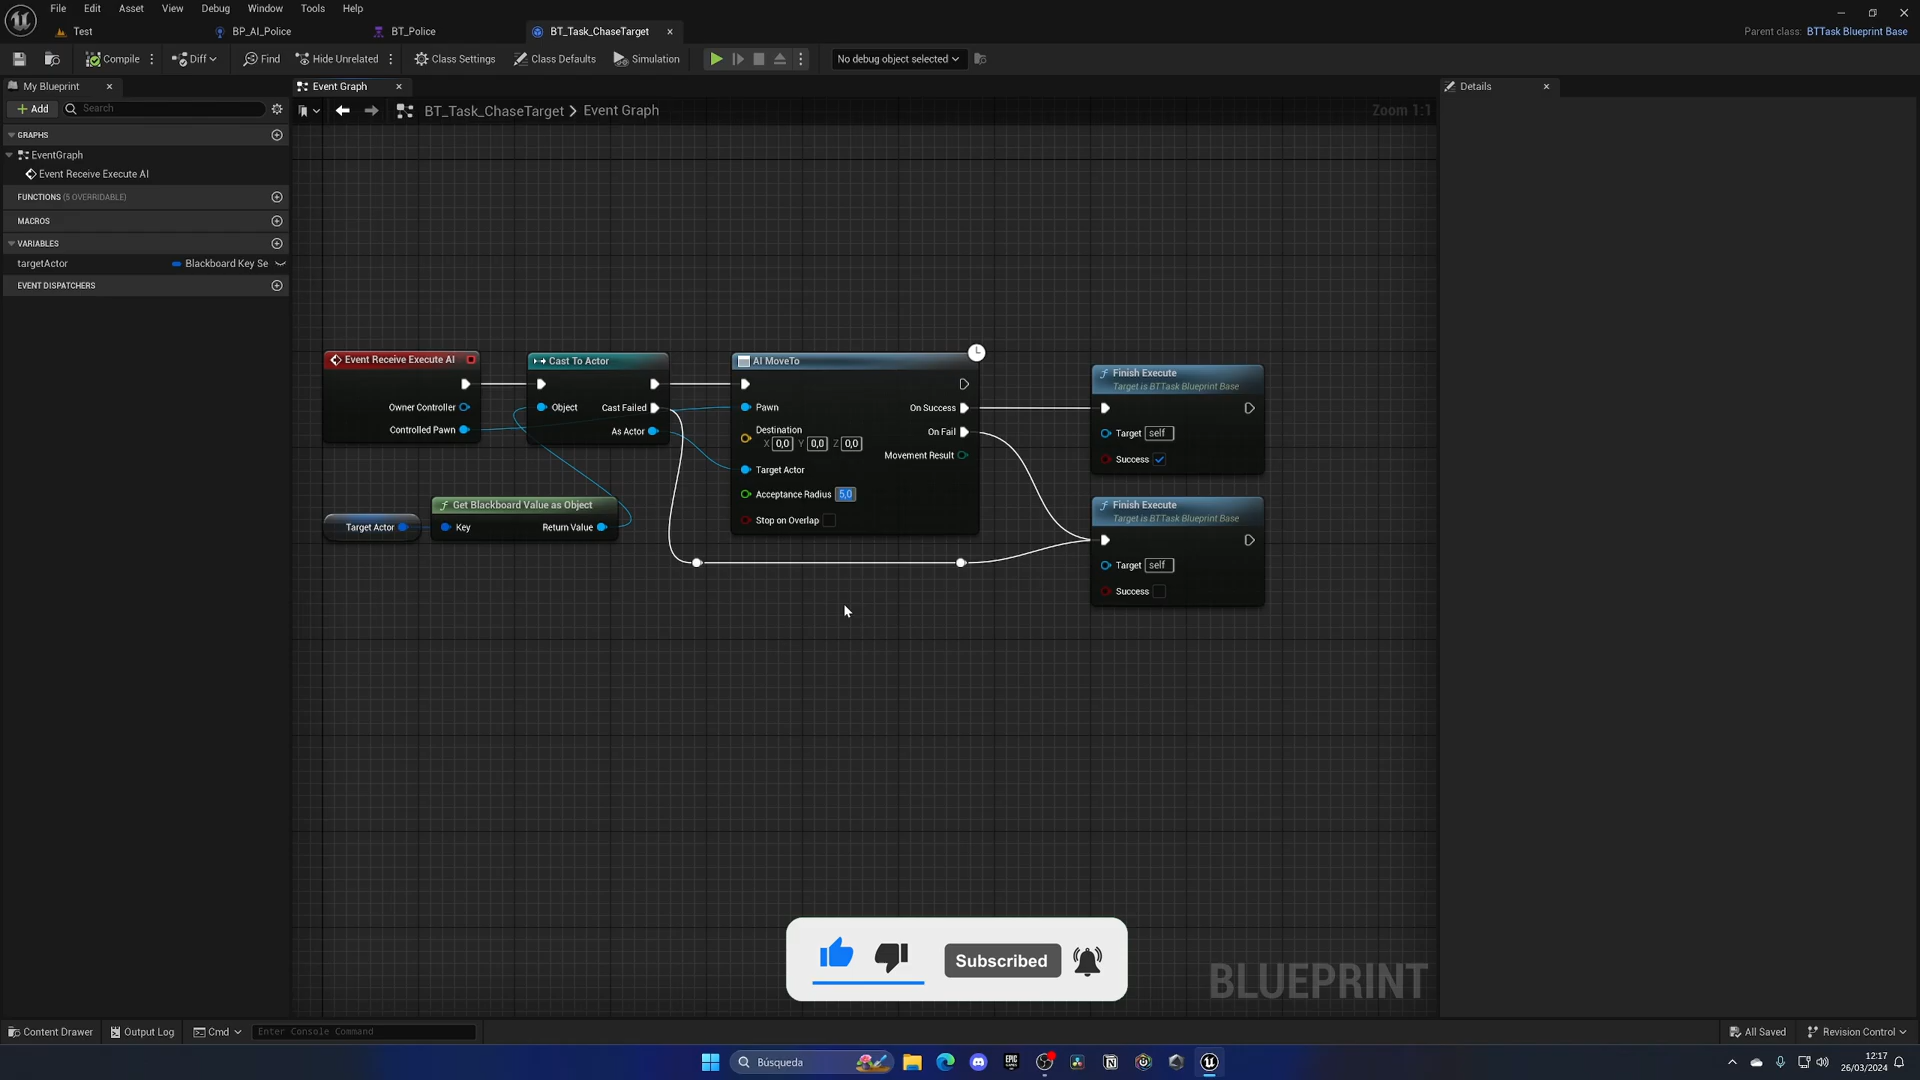 File Edit Asset View Debug Window Tools Help
Test BP_AI_Police BT_Police BT_Task_ChaseTarget
Parent class: BTTask Blueprint Base
Compile Diff Find Hide Unrelated Class Settings Class Defaults Simulation No debug object selected
My Blueprint
Event Graph
Details
Add Search
BT_Task_ChaseTarget > Event Graph
Zoom 1:1
GRAPHS
EventGraph
Event Receive Execute AI
FUNCTIONS (5 OVERRIDABLE)
MACROS
VARIABLES
targetActor Blackboard Key Se
EVENT DISPATCHERS
Event Receive Execute AI
Owner Controller
Controlled Pawn
Cast To Actor
Object Cast Failed
As Actor
Target Actor
Get Blackboard Value as Object
Key Return Value
AI MoveTo
Pawn On Success
Destination
X 0,0 Y 0,0 Z 0,0
On Fail
Movement Result
Target Actor
Acceptance Radius 5,0
Stop on Overlap
Finish Execute
Target is BTTask Blueprint Base
Target self
Success
Finish Execute
Target is BTTask Blueprint Base
Target self
Success
Subscribed
BLUEPRINT
Content Drawer Output Log Cmd Enter Console Command
All Saved Revision Control
Búsqueda
EPIC GAMES
12:17
26/03/2024